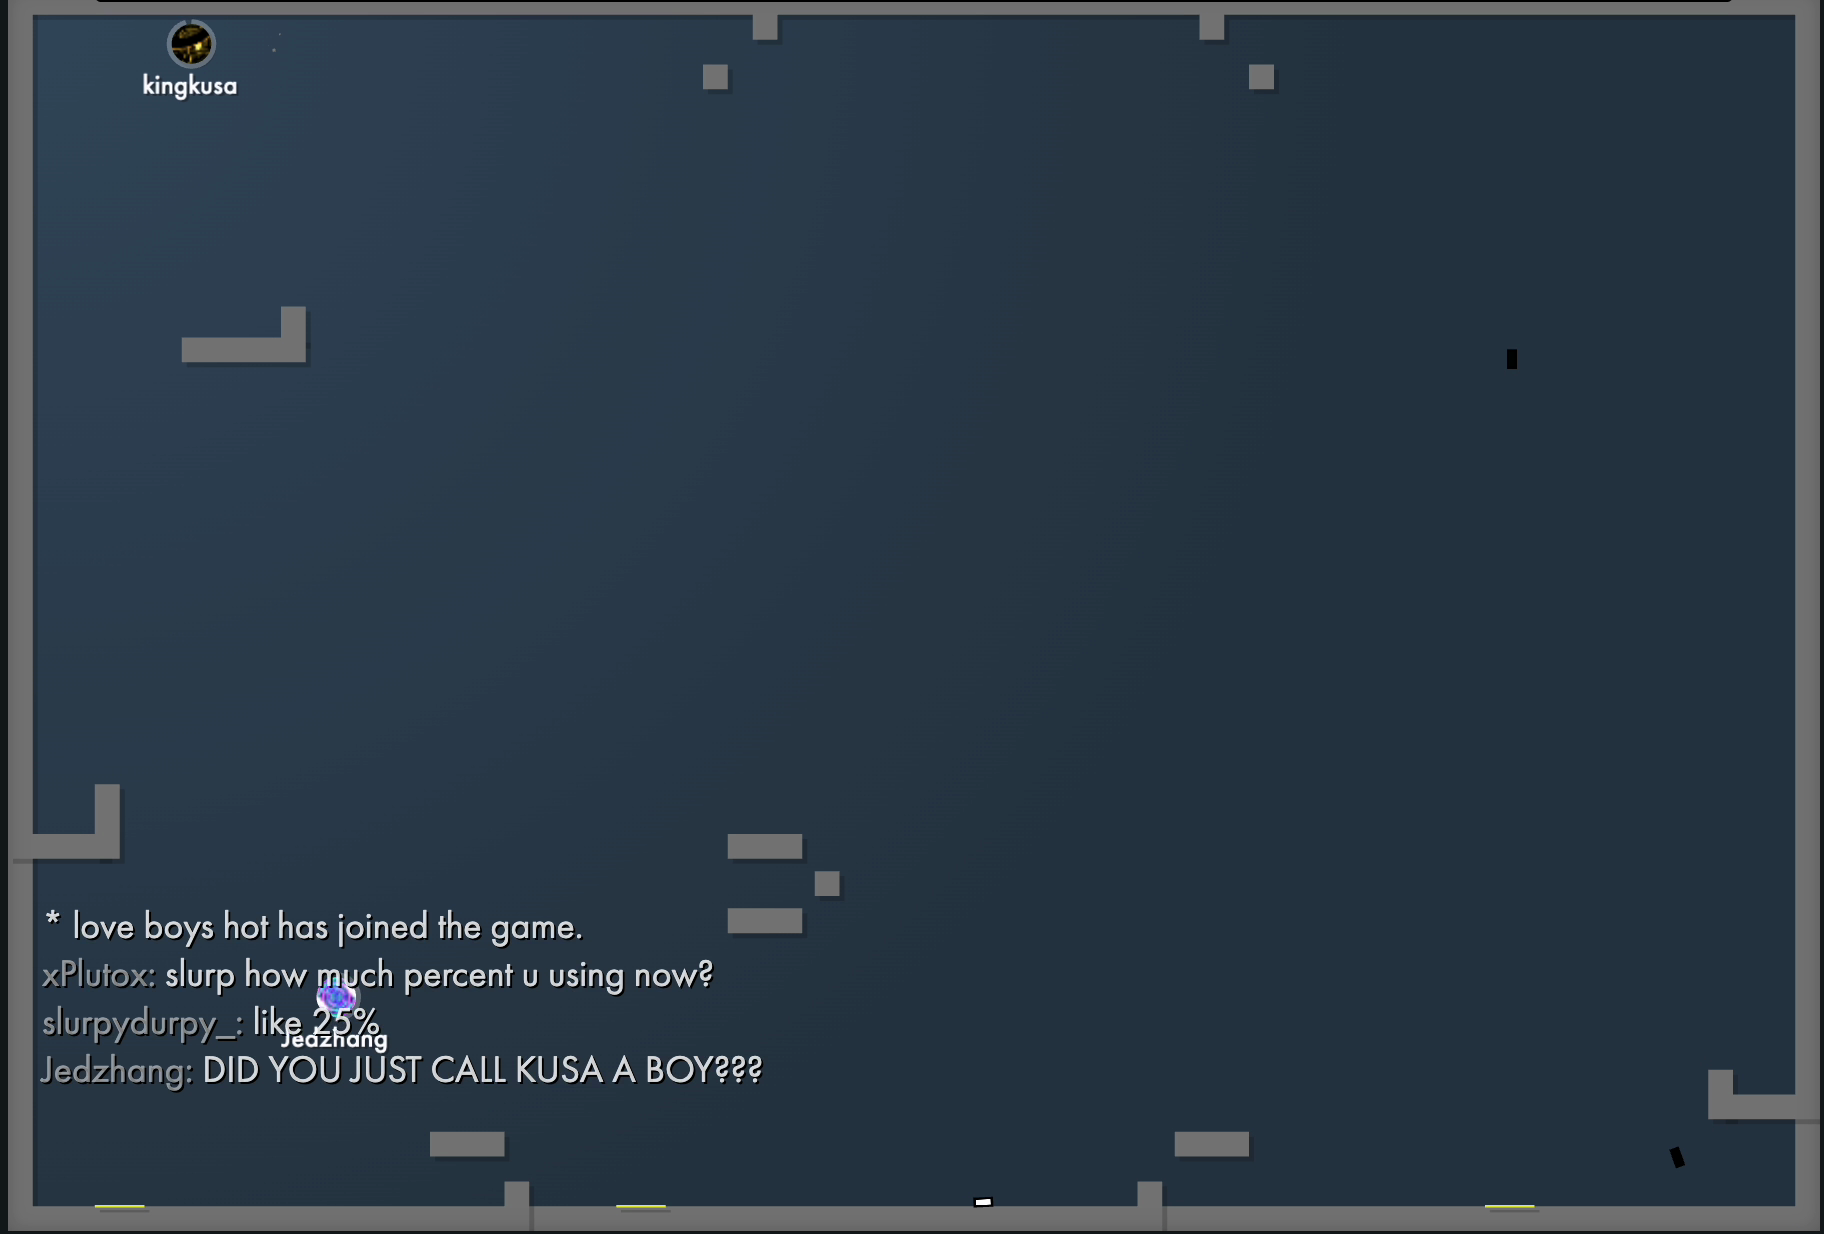 kingkusa
* love boys hot has joined the game.
xPlutox: slurp how much percent u using now?
slurpydurpy_: like 25%
Jedzhang
Jedzhang: DID YOU JUST CALL KUSA A BOY???